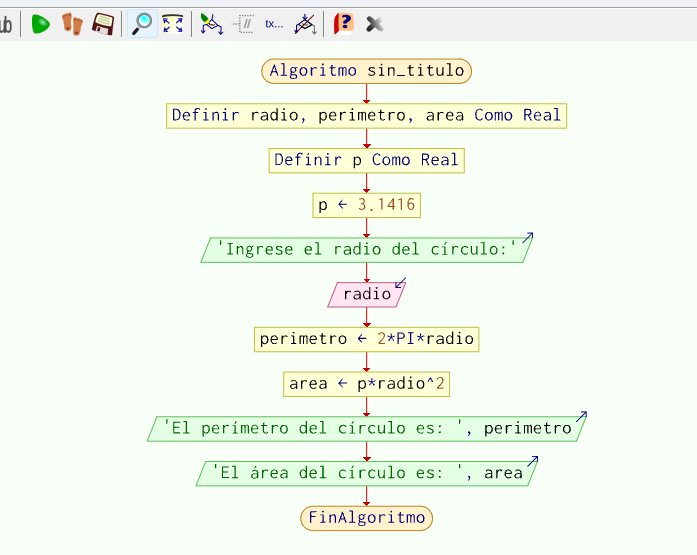 tx...
Algoritmo sin_titulo
Definir radio, perimetro, area Como Real
Definir p Como Real
p ← 3.1416
'Ingrese el radio del círculo:'
radio
perimetro ← 2*PI*radio
area ← p*radio^2
'El perímetro del círculo es: ', perimetro
'El área del círculo es: ', area
FinAlgoritmo